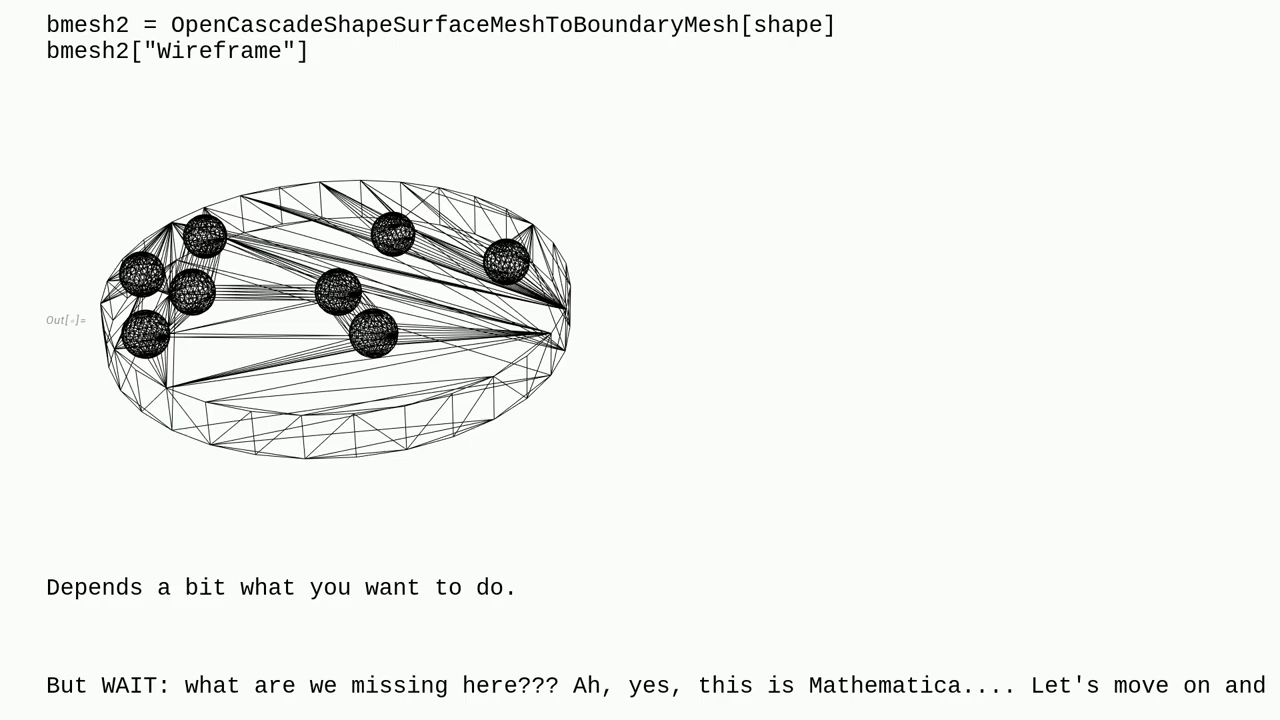 bmesh2 = OpenCascadeShapeSurfaceMeshToBoundaryMesh[shape]
bmesh2["Wireframe"]
Out[◦]=
Depends a bit what you want to do.
But WAIT: what are we missing here??? Ah, yes, this is Mathematica.... Let's move on and